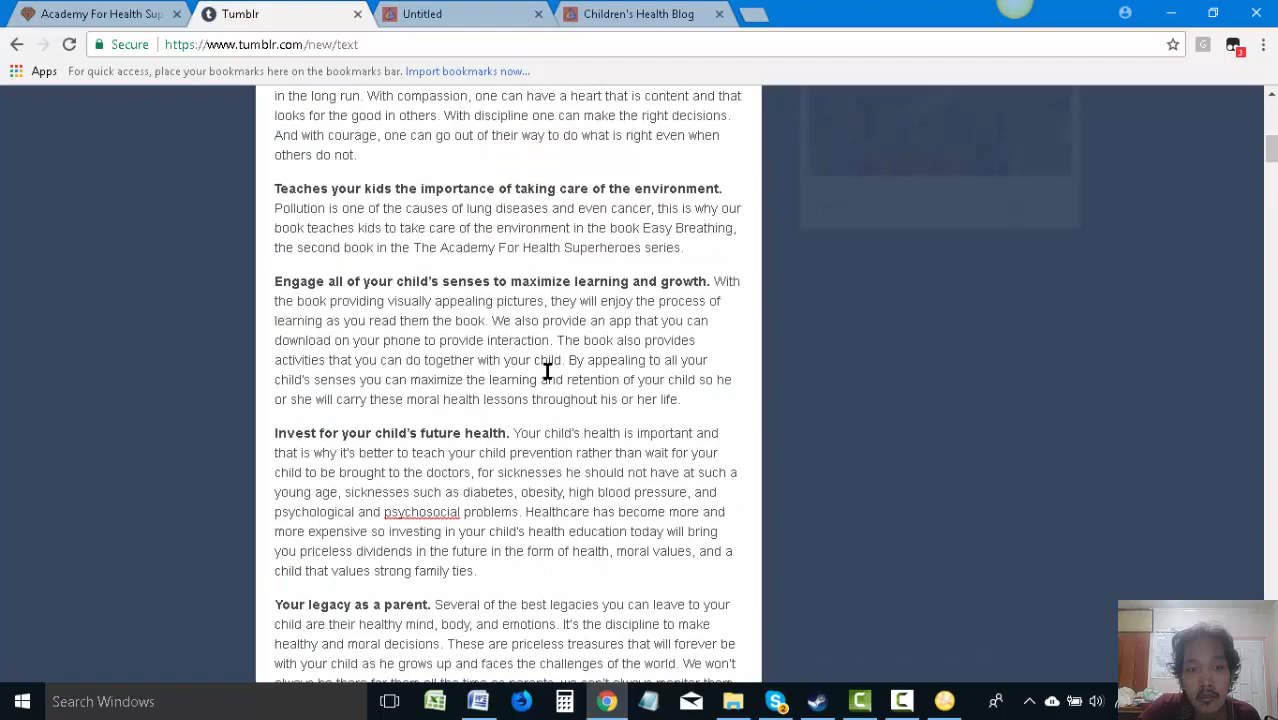 Academy For Health Sup
Tumblr
Untitled
Children's Health Blog
Secure
https://www.tumblr.com/new/text
Apps
For quick access, place your bookmarks here on the bookmarks bar. Import bookmarks now...
G
3
in the long run. With compassion, one can have a heart that is content and that
looks for the good in others. With discipline one can make the right decisions.
And with courage, one can go out of their way to do what is right even when
others do not.
Teaches your kids the importance of taking care of the environment.
Pollution is one of the causes of lung diseases and even cancer, this is why our
book teaches kids to take care of the environment in the book Easy Breathing,
the second book in the The Academy For Health Superheroes series.
Engage all of your child's senses to maximize learning and growth. With
the book providing visually appealing pictures, they will enjoy the process of
learning as you read them the book. We also provide an app that you can
download on your phone to provide interaction. The book also provides
activities that you can do together with your child. By appealing to all your
child's senses you can maximize the learning and retention of your child so he
or she will carry these moral health lessons throughout his or her life.
Invest for your child's future health. Your child's health is important and
that is why it's better to teach your child prevention rather than wait for your
child to be brought to the doctors, for sicknesses he should not have at such a
young age, sicknesses such as diabetes, obesity, high blood pressure, and
psychological and psychosocial problems. Healthcare has become more and
more expensive so investing in your child's health education today will bring
you priceless dividends in the future in the form of health, moral values, and a
child that values strong family ties.
Your legacy as a parent. Several of the best legacies you can leave to your
child are their healthy mind, body, and emotions. It's the discipline to make
healthy and moral decisions. These are priceless treasures that will forever be
with your child as he grows up and faces the challenges of the world. We won't
always be there for them all the time as parents, we can't always monitor them
Search Windows
2